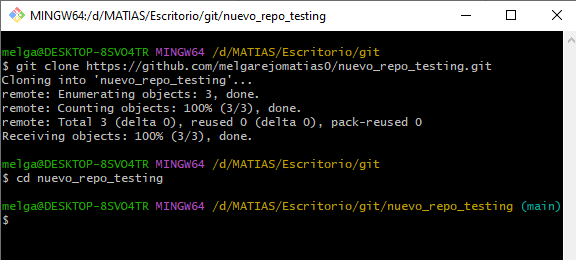 MINGW64:/d/MATIAS/Escritorio/git/nuevo_repo_testing
melga@DESKTOP-8SVO4TR MINGW64 /d/MATIAS/Escritorio/git
$ git clone https://github.com/melgarejomatias0/nuevo_repo_testing.git
Cloning into 'nuevo_repo_testing'...
remote: Enumerating objects: 3, done.
remote: Counting objects: 100% (3/3), done.
remote: Total 3 (delta 0), reused 0 (delta 0), pack-reused 0
Receiving objects: 100% (3/3), done.
melga@DESKTOP-8SVO4TR MINGW64 /d/MATIAS/Escritorio/git
$ cd nuevo_repo_testing
melga@DESKTOP-8SVO4TR MINGW64 /d/MATIAS/Escritorio/git/nuevo_repo_testing (main)
$